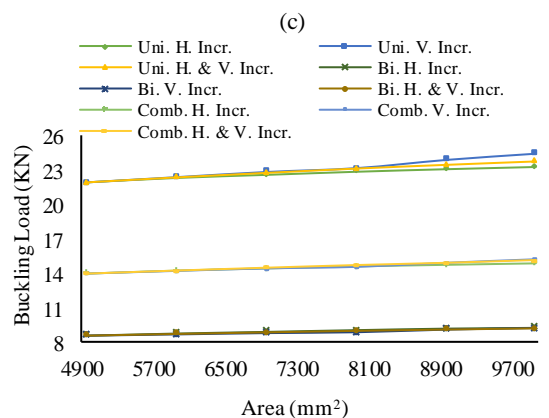 (c)
Uni. H. Incr.
Uni. V. Incr.
Uni. H. & V. Incr.
Bi. H. Incr.
Bi. V. Incr.
Bi. H. & V. Incr.
Comb. H. Incr.
Comb. V. Incr.
Comb. H. & V. Incr.
Buckling Load (KN)
26
23
20
17
14
11
8
4900 5700 6500 7300 8100 8900 9700
Area (mm²)